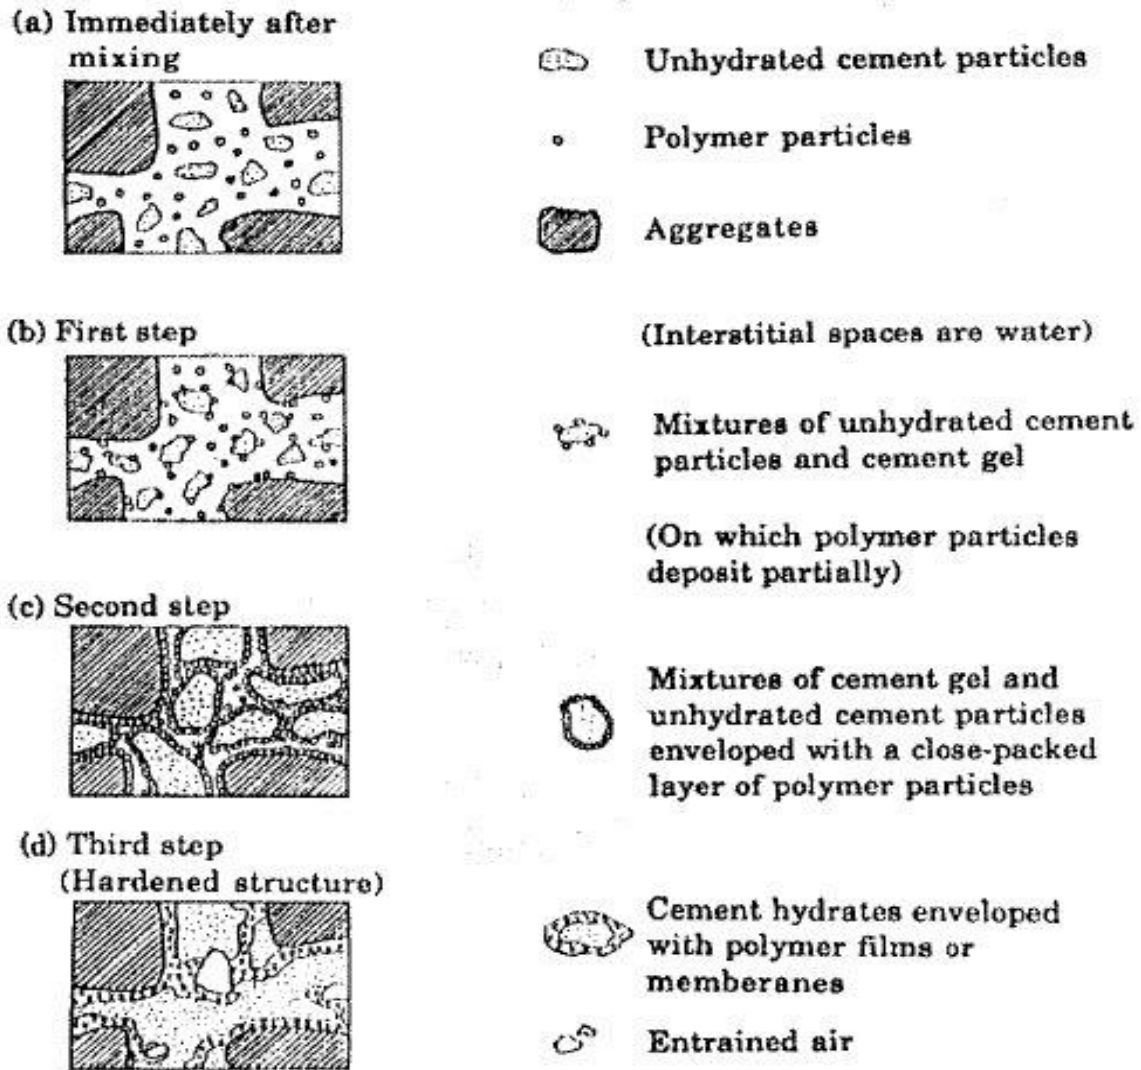 (a) Immediately after
mixing
Unhydrated cement particles
Polymer particles
Aggregates
(b) First step
(Interstitial spaces are water)
Mixtures of unhydrated cement
particles and cement gel
(On which polymer particles
deposit partially)
(c) Second step
Mixtures of cement gel and
unhydrated cement particles
enveloped with a close-packed
layer of polymer particles
(d) Third step
(Hardened structure)
Cement hydrates enveloped
with polymer films or
memberanes
Entrained air